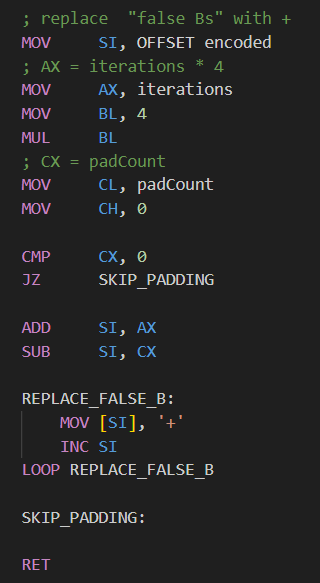 ; replace  "false Bs" with +
MOV     SI, OFFSET encoded
; AX = iterations * 4
MOV     AX, iterations
MOV     BL, 4
MUL     BL
; CX = padCount
MOV     CL, padCount
MOV     CH, 0

CMP     CX, 0
JZ      SKIP_PADDING

ADD     SI, AX
SUB     SI, CX

REPLACE_FALSE_B:
    MOV [SI], '+'
    INC SI
LOOP REPLACE_FALSE_B

SKIP_PADDING:

RET